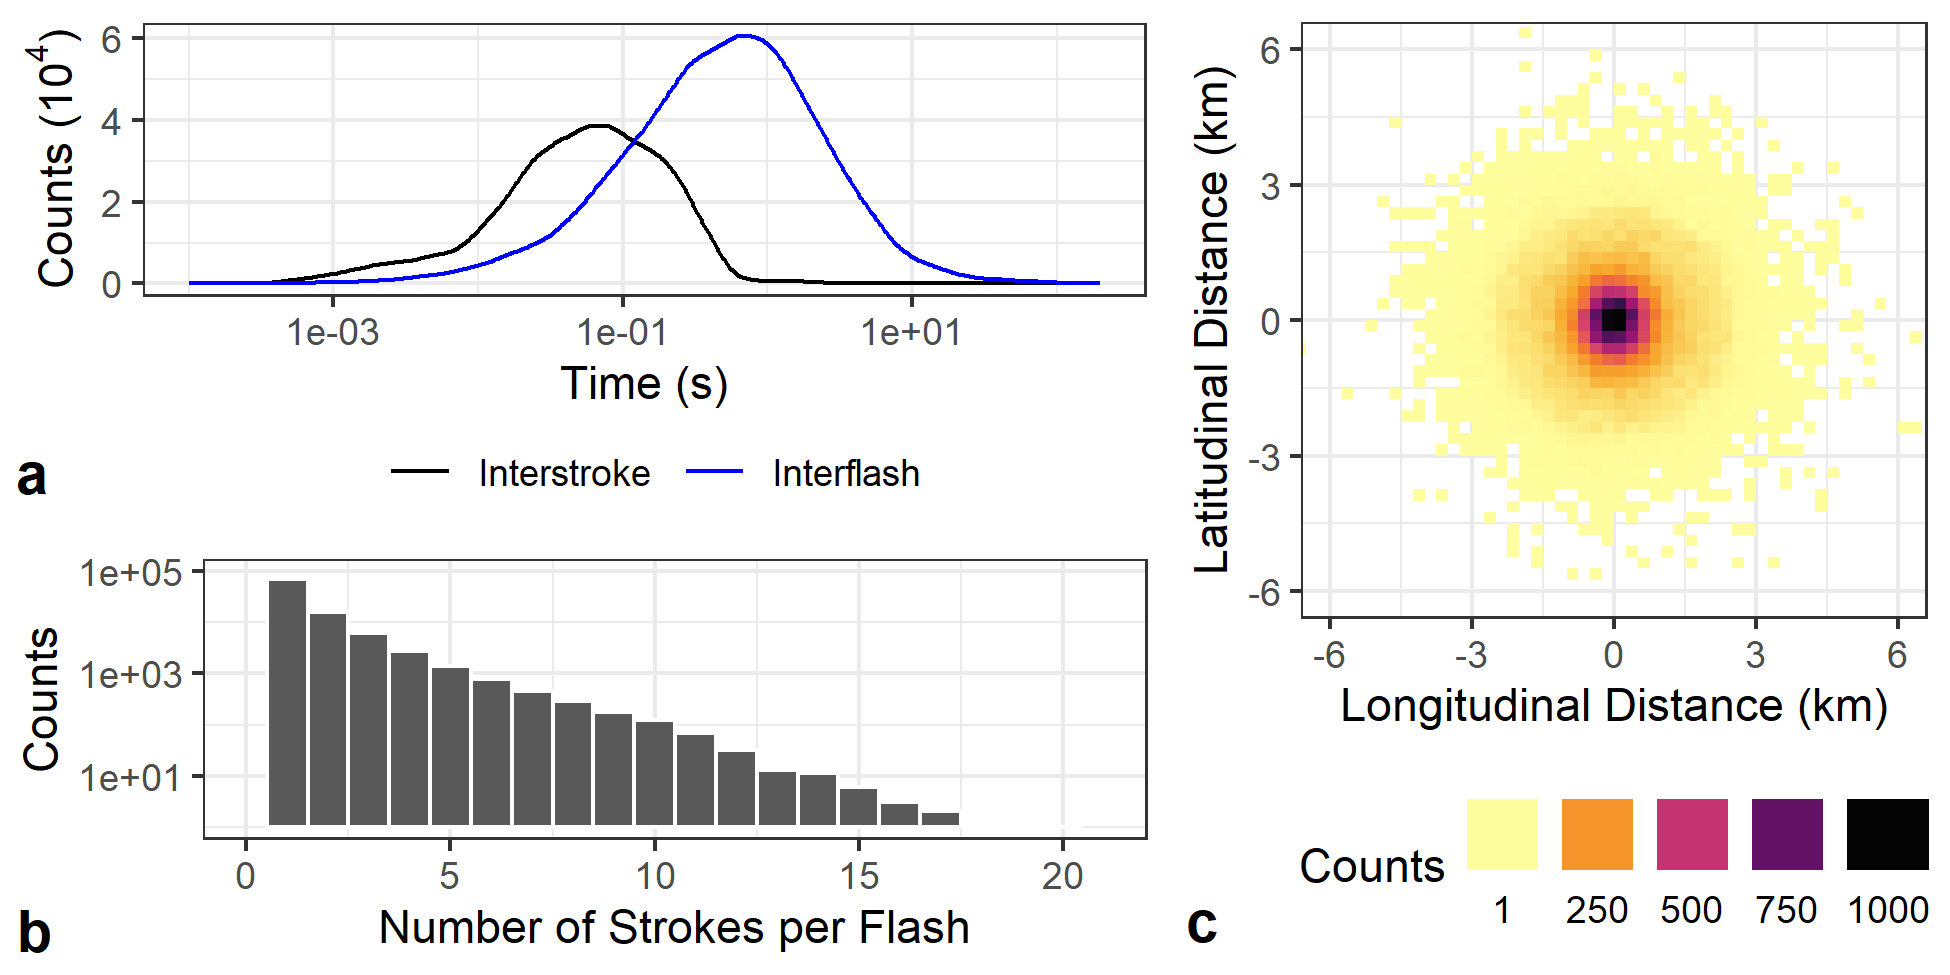 Counts (10^4)
6
4
2
0
1e-03 1e-01 1e+01
Time (s)
Interstroke Interflash
a
Counts
1e+05
1e+03
1e+01
0 5 10 15 20
Number of Strokes per Flash
b
Latitudinal Distance (km)
6
3
0
-3
-6
-6 -3 0 3 6
Longitudinal Distance (km)
Counts
1 250 500 750 1000
c